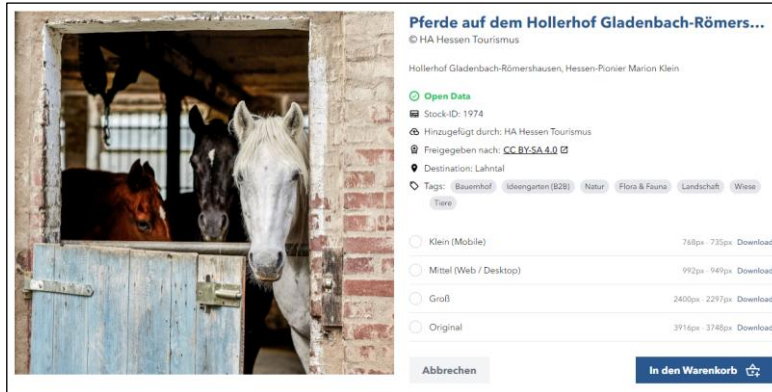 Pferde auf dem Hollerhof Gladenbach-Römers...
© HA Hessen Tourismus
Hollerhof Gladenbach-Römershausen, Hessen-Pionier Marion Klein
Open Data
Stock-ID: 1974
Hinzugefügt durch: HA Hessen Tourismus
Freigegeben nach: CC BY-SA 4.0
Destination: Lahntal
Tags: Bauernhof Ideengarten (B2B) Natur Flora & Fauna Landschaft Wiese
Tiere
Klein (Mobile) 768px · 735px Download
Mittel (Web / Desktop) 992px · 949px Download
Groß 2400px · 2297px Download
Original 3916px · 3748px Download
Abbrechen In den Warenkorb